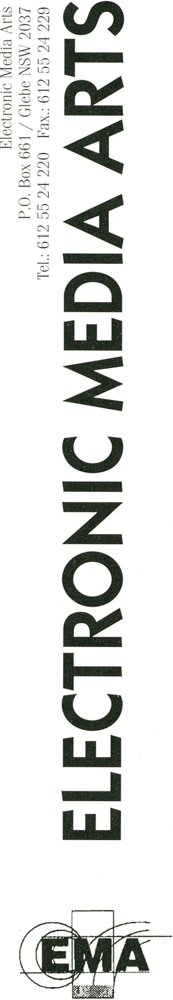 Electronic Media Arts
P.O. Box 661 / Glebe NSW 2037
Tel.: 612 55 24 220 Fax.: 612 55 24 229
ELECTRONIC MEDIA ARTS
EMA